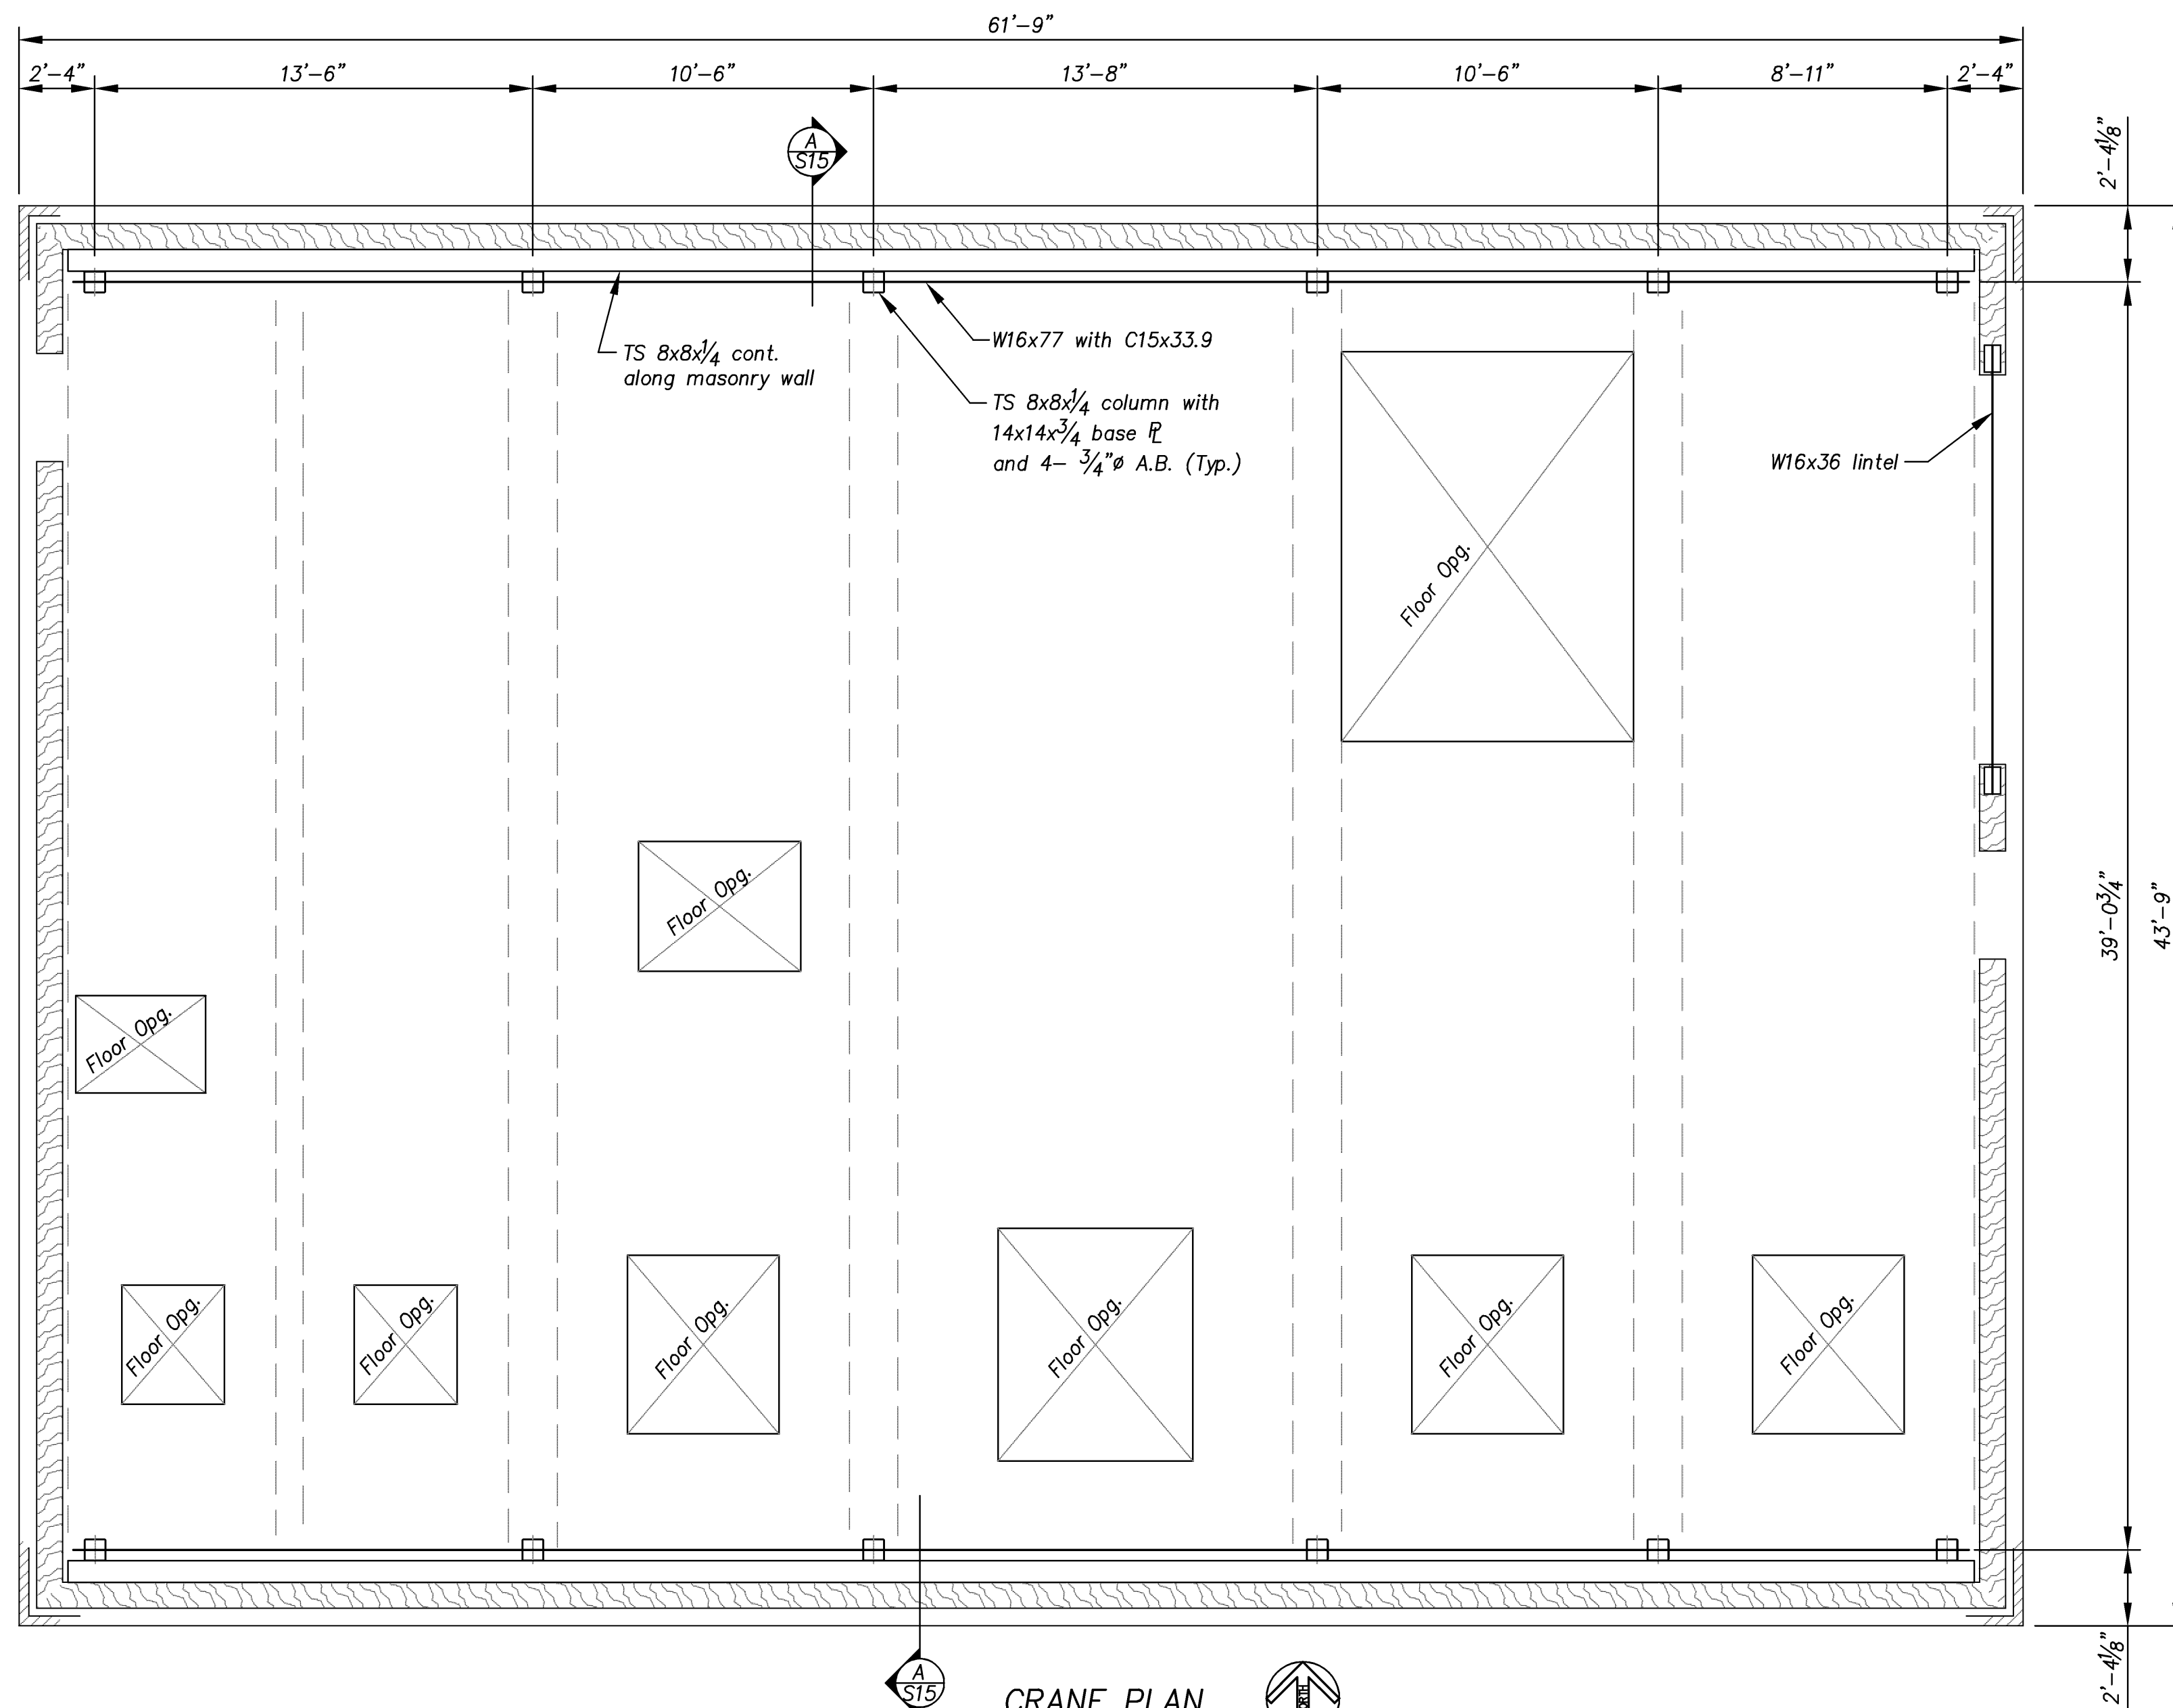 61'-9"
2'-4" 13'-6" 10'-6" 13'-8" 10'-6" 8'-11" 2'-4"
2'-4⅛"
A
S15
TS 8x8x¼ cont.
along masonry wall
W16x77 with C15x33.9
TS 8x8x¼ column with
14x14x¾ base ℄
and 4- ¾"ø A.B. (Typ.)
W16x36 lintel
Floor Opg.
Floor Opg.
39'-0¾"
43'-9"
Floor Opg.
Floor Opg.
Floor Opg.
Floor Opg.
Floor Opg.
Floor Opg.
Floor Opg.
2'-4⅛"
A
S15
CRANE PLAN